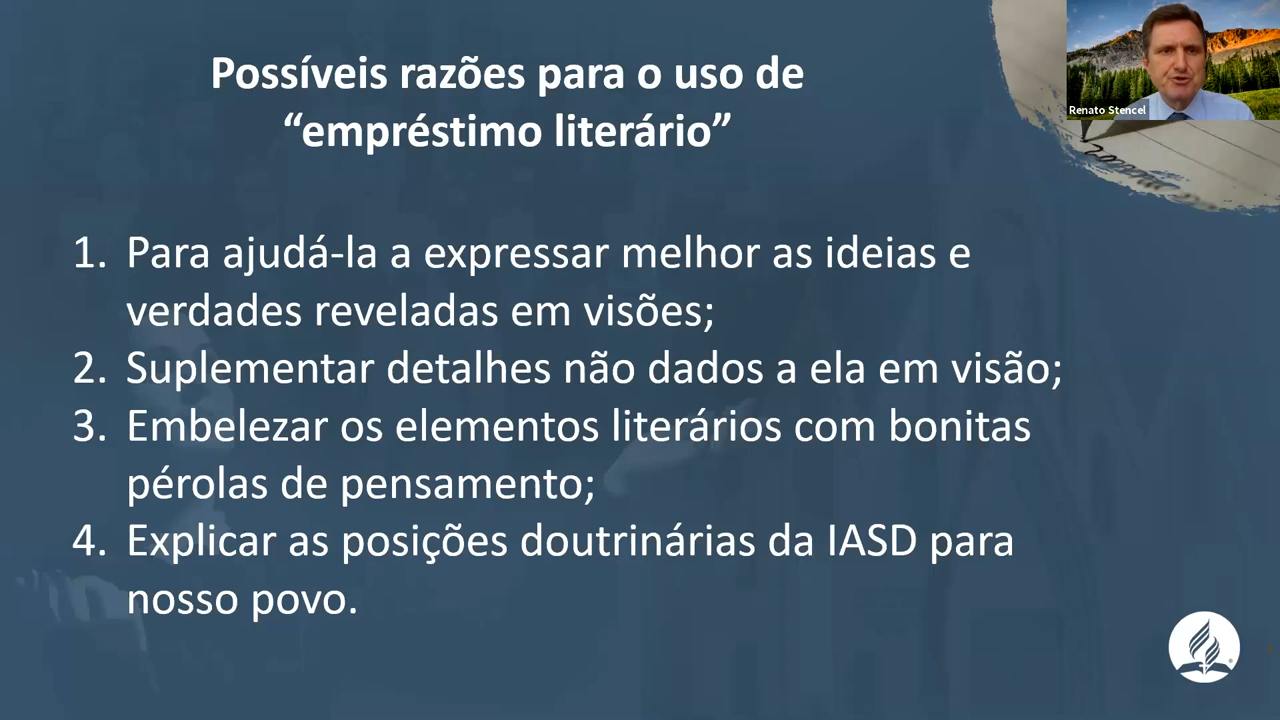 Possíveis razões para o uso de
“empréstimo literário”
Renato Stencel
1. Para ajudá-la a expressar melhor as ideias e
verdades reveladas em visões;
2. Suplementar detalhes não dados a ela em visão;
3. Embelezar os elementos literários com bonitas
pérolas de pensamento;
4. Explicar as posições doutrinárias da IASD para
nosso povo.